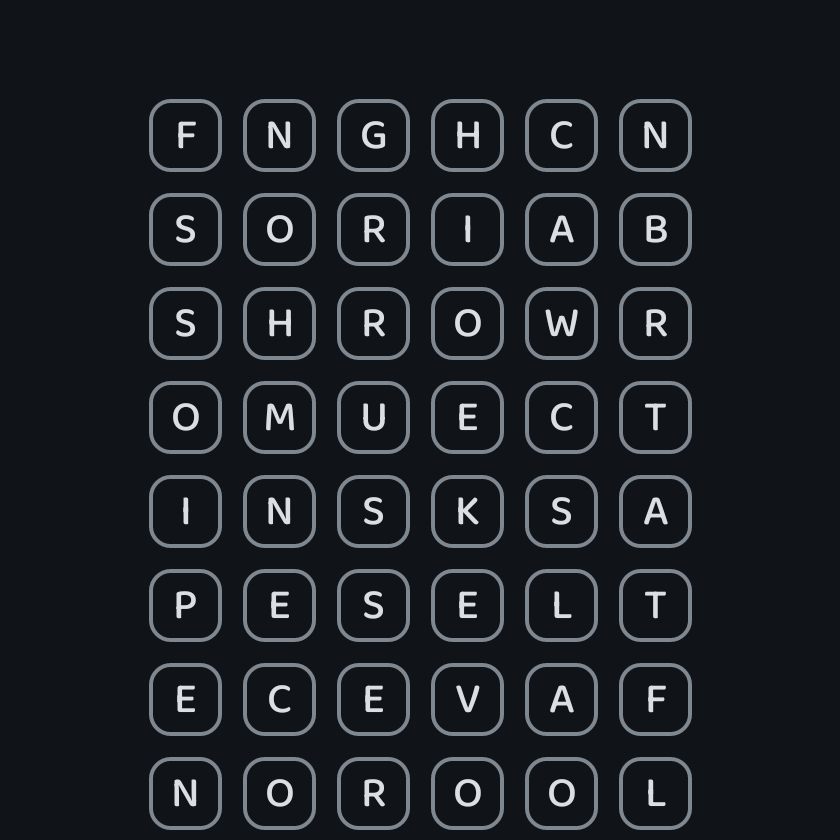 F N G H C N
S O R I A B
S H R O W R
O M U E C T
I N S K S A
P E S E L T
E C E V A F
N O R O O L